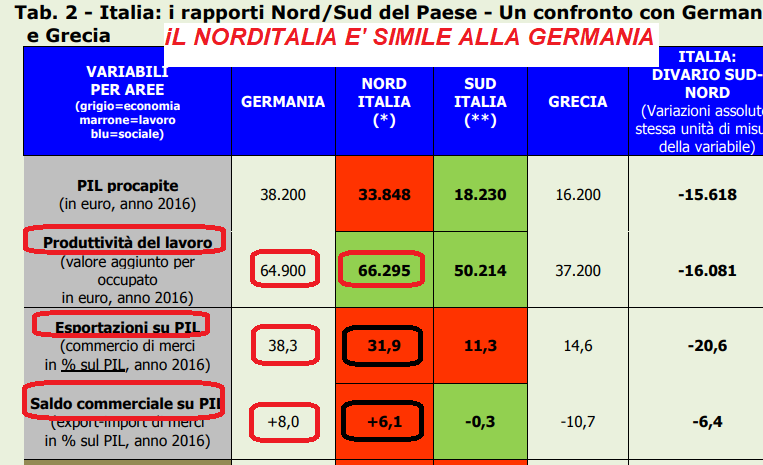 Tab. 2 - Italia: i rapporti Nord/Sud del Paese - Un confronto con German
e Grecia
iL NORDITALIA E' SIMILE ALLA GERMANIA
VARIABILI
PER AREE
(grigio=economia
marrone=lavoro
blu=sociale)
GERMANIA
NORD
ITALIA
(*)
SUD
ITALIA
(**)
GRECIA
ITALIA:
DIVARIO SUD-
NORD
(Variazioni assolute
stessa unità di misu
della variabile)
PIL procapite
(in euro, anno 2016)
38.200
33.848
18.230
16.200
-15.618
Produttività del lavoro
(valore aggiunto per
occupato
in euro, anno 2016)
64.900
66.295
50.214
37.200
-16.081
Esportazioni su PIL
(commercio di merci
in % sul PIL, anno 2016)
38,3
31,9
11,3
14,6
-20,6
Saldo commerciale su PIL
(export-import di merci
in % sul PIL, anno 2016)
+8,0
+6,1
-0,3
-10,7
-6,4